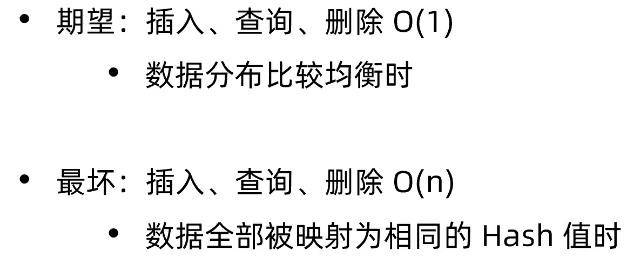 • 期望：插入、查询、删除 O(1)
• 数据分布比较均衡时
• 最坏：插入、查询、删除 O(n)
• 数据全部被映射为相同的 Hash 值时